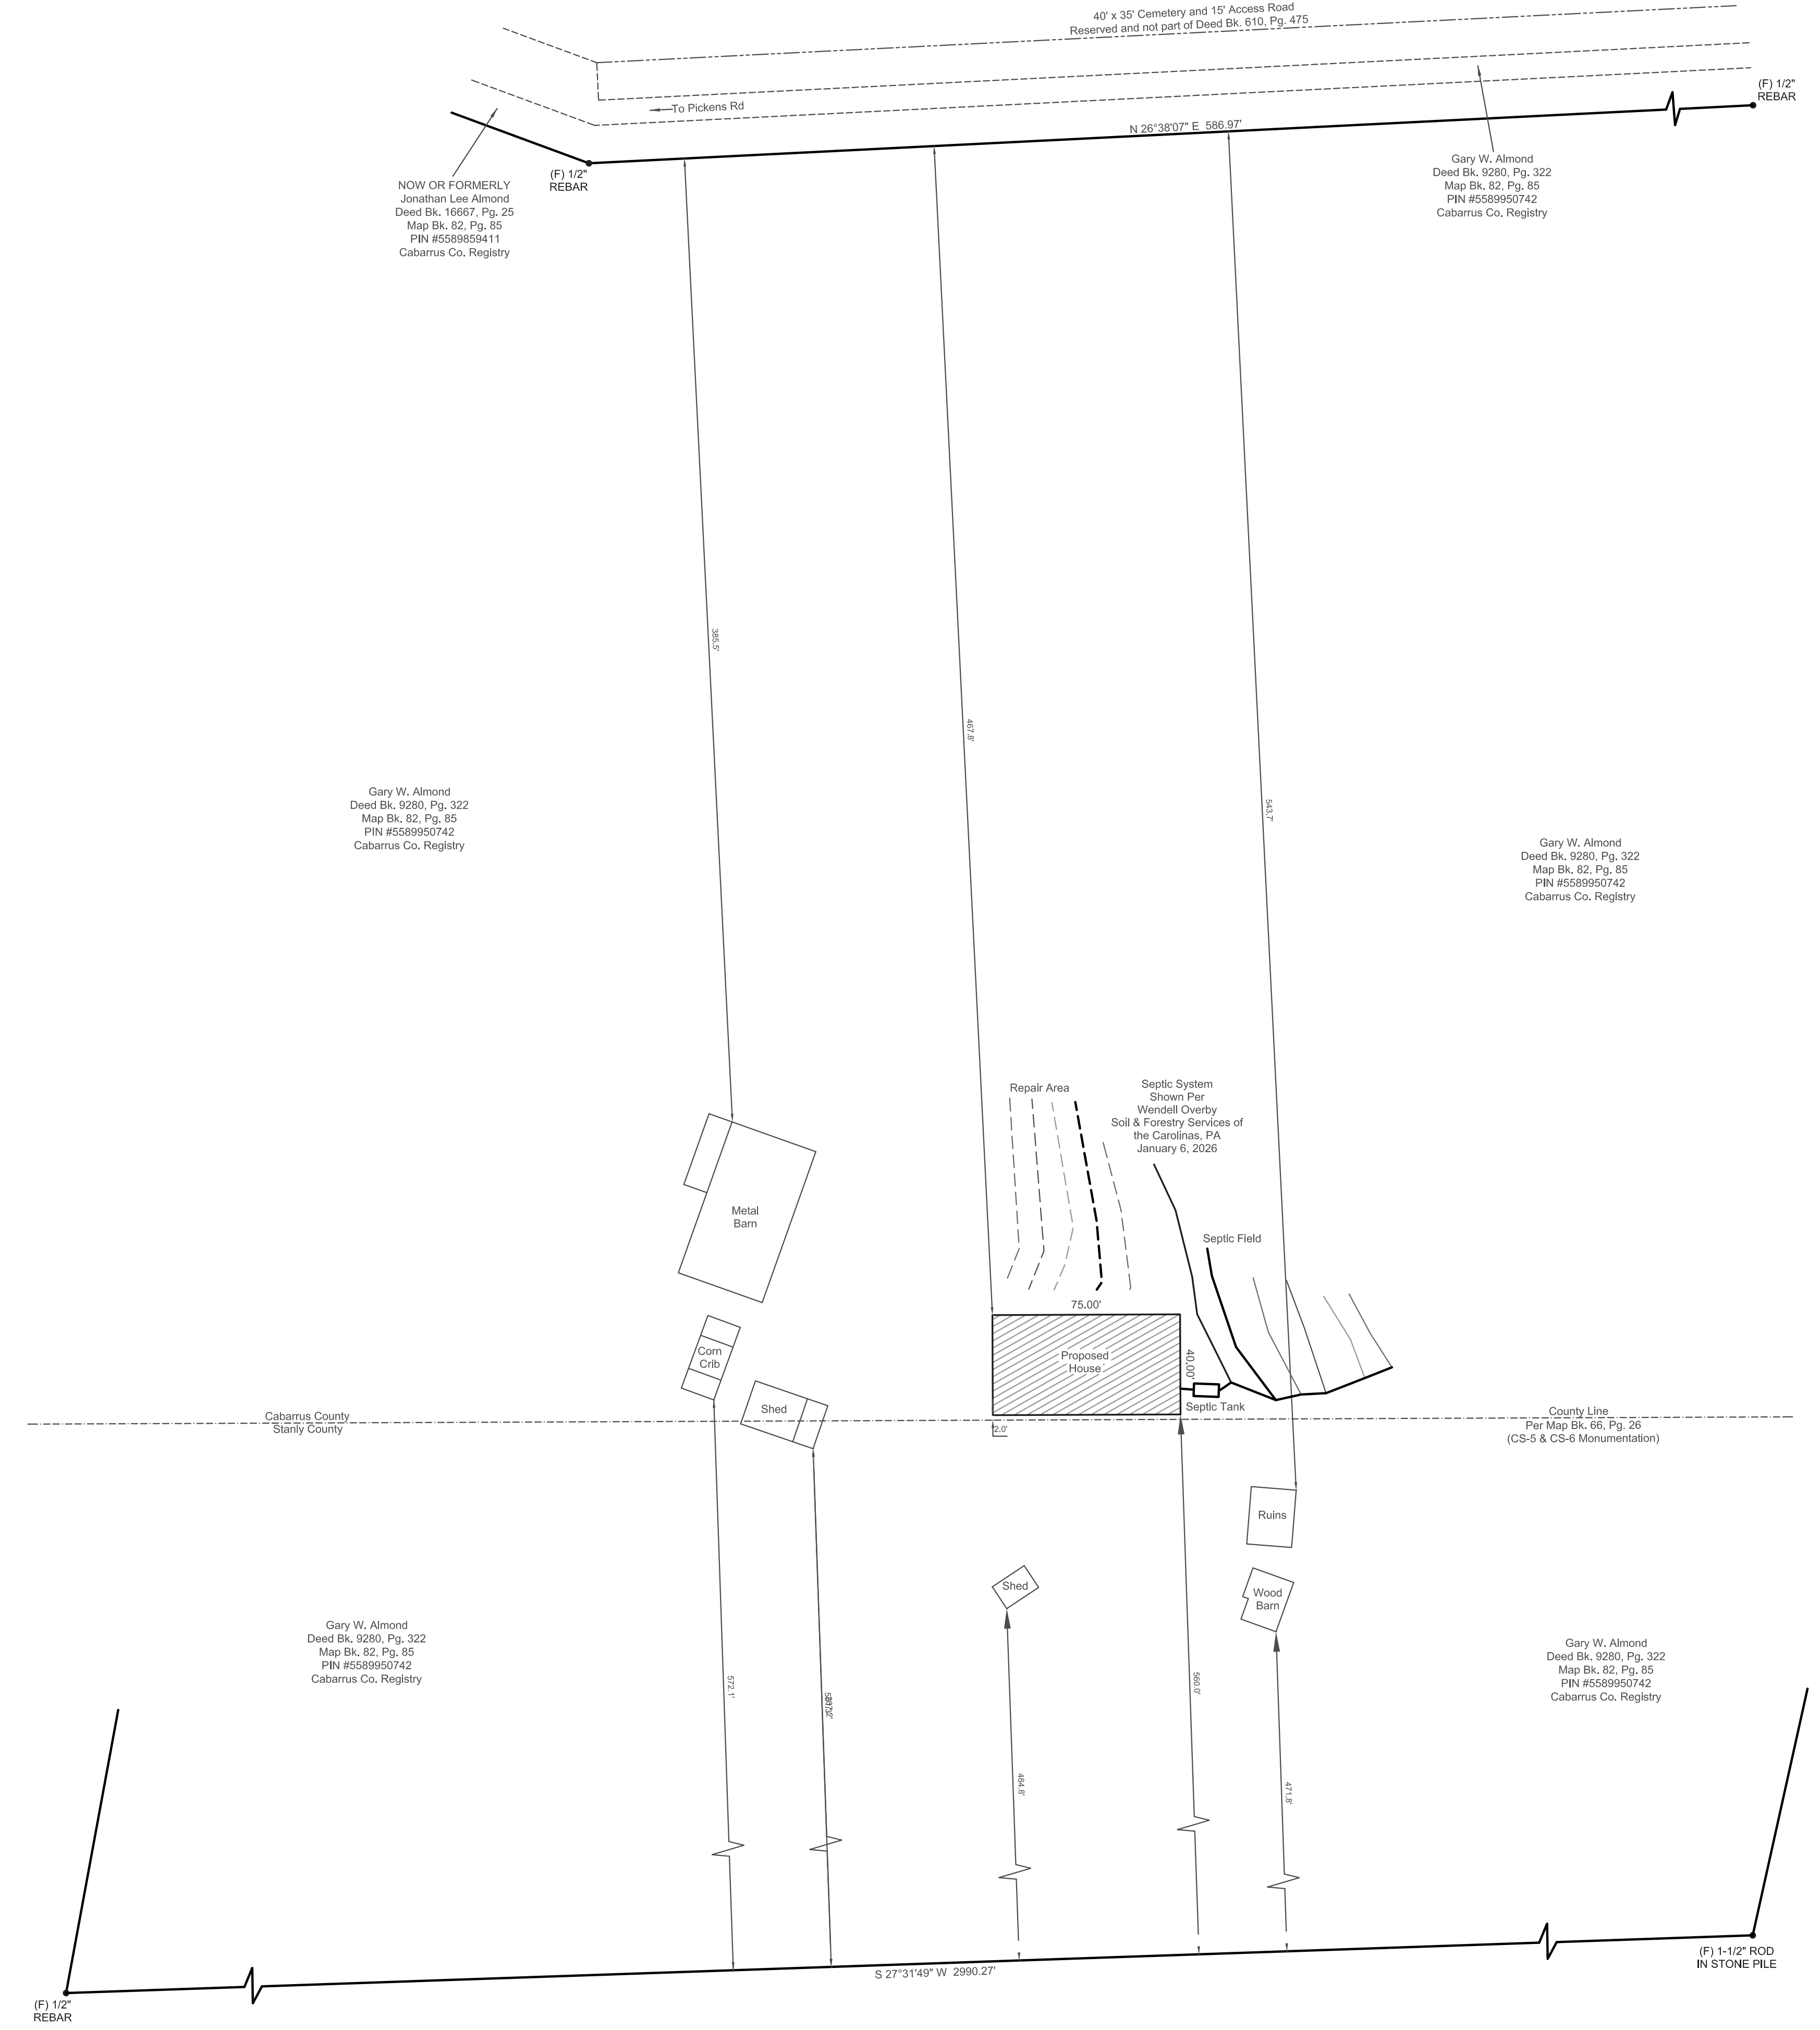 40' x 35' Cemetery and 15' Access Road
Reserved and not part of Deed Bk. 610, Pg. 475
To Pickens Rd
(F) 1/2"
REBAR
N 26°38'07" E 586.97'
(F) 1/2"
REBAR
NOW OR FORMERLY
Jonathan Lee Almond
Deed Bk. 16667, Pg. 25
Map Bk. 82, Pg. 85
PIN #5589859411
Cabarrus Co. Registry
Gary W. Almond
Deed Bk. 9280, Pg. 322
Map Bk. 82, Pg. 85
PIN #5589950742
Cabarrus Co. Registry
385.5'
467.8'
543.7'
Gary W. Almond
Deed Bk. 9280, Pg. 322
Map Bk. 82, Pg. 85
PIN #5589950742
Cabarrus Co. Registry
Gary W. Almond
Deed Bk. 9280, Pg. 322
Map Bk. 82, Pg. 85
PIN #5589950742
Cabarrus Co. Registry
Repair Area
Septic System
Shown Per
Wendell Overby
Soil & Forestry Services of
the Carolinas, PA
January 6, 2026
Metal
Barn
Septic Field
75.00'
Corn
Crib
Proposed
House
40.00'
Shed
Septic Tank
Cabarrus County
Stanly County
2.0'
County Line
Per Map Bk. 66, Pg. 26
(CS-5 & CS-6 Monumentation)
Ruins
Shed
Wood
Barn
Gary W. Almond
Deed Bk. 9280, Pg. 322
Map Bk. 82, Pg. 85
PIN #5589950742
Cabarrus Co. Registry
Gary W. Almond
Deed Bk. 9280, Pg. 322
Map Bk. 82, Pg. 85
PIN #5589950742
Cabarrus Co. Registry
572.1'
560.0'
484.8'
471.8'
S 27°31'49" W 2990.27'
(F) 1/2"
REBAR
(F) 1-1/2" ROD
IN STONE PILE